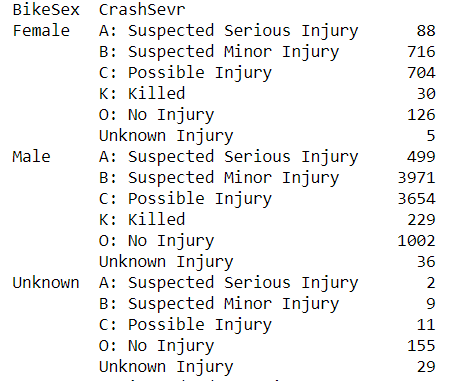 BikeSex  CrashSevr
Female   A: Suspected Serious Injury      88
         B: Suspected Minor Injury       716
         C: Possible Injury              704
         K: Killed                        30
         O: No Injury                    126
         Unknown Injury                    5
Male     A: Suspected Serious Injury     499
         B: Suspected Minor Injury      3971
         C: Possible Injury             3654
         K: Killed                       229
         O: No Injury                   1002
         Unknown Injury                   36
Unknown  A: Suspected Serious Injury       2
         B: Suspected Minor Injury         9
         C: Possible Injury               11
         O: No Injury                    155
         Unknown Injury                   29